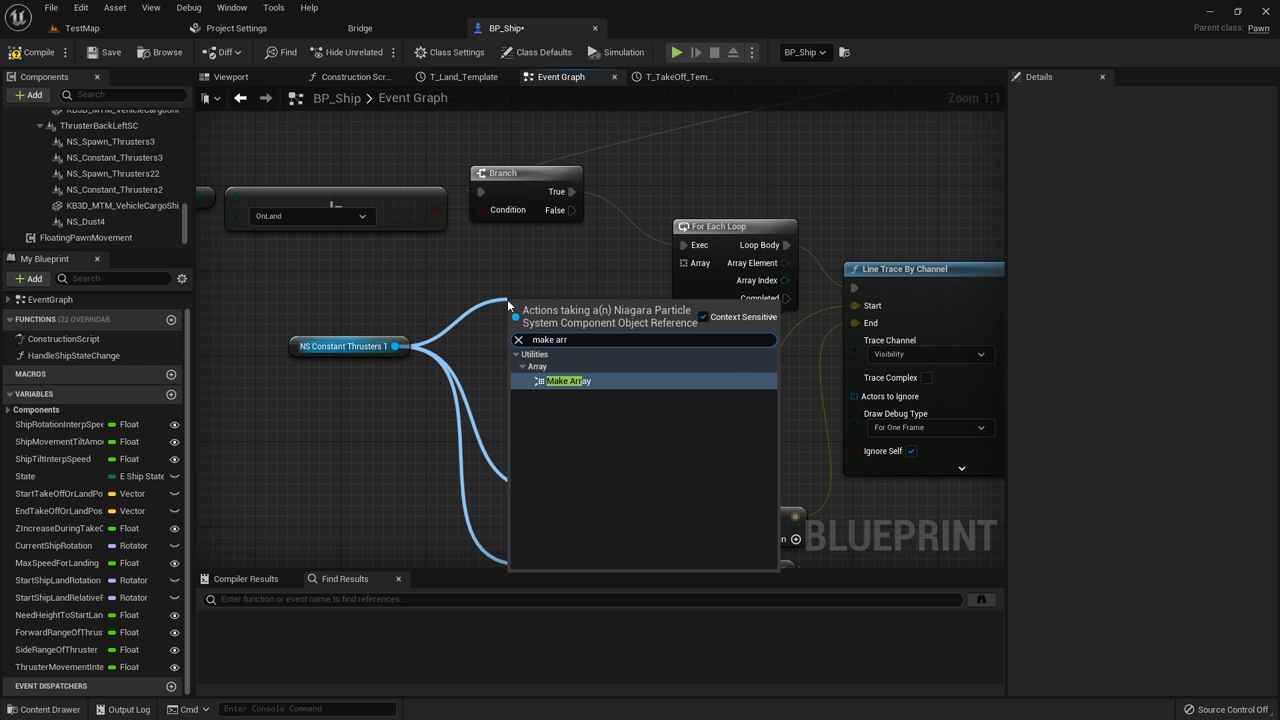 File Edit Asset View Debug Window Tools Help
TestMap Project Settings Bridge BP_Ship* Parent class: Pawn
Compile Save Browse Diff Find Hide Unrelated Class Settings Class Defaults Simulation BP_Ship
Components Viewport Construction Scr... T_Land_Template Event Graph T_TakeOff_Tem... Details
Add Search BP_Ship > Event Graph Zoom 1:1
KB3D_MTM_VehicleCargoShi
ThrusterBackLeftSC
NS_Spawn_Thrusters3
NS_Constant_Thrusters3
NS_Spawn_Thrusters22
NS_Constant_Thrusters2
KB3D_MTM_VehicleCargoShi
NS_Dust4
FloatingPawnMovement
My Blueprint
Add Search
EventGraph
FUNCTIONS (22 OVERRIDAB
ConstructionScript
HandleShipStateChange
MACROS
VARIABLES
Components
ShipRotationInterpSpee Float
ShipMovementTiltAmou Float
ShipTiltInterpSpeed Float
State E Ship State
StartTakeOffOrLandPo Vector
EndTakeOffOrLandPos Vector
ZIncreaseDuringTakeO Float
CurrentShipRotation Rotator
MaxSpeedForLanding Float
StartShipLandRotation Rotator
StartShipLandRelativeR Rotator
NeedHeightToStartLan Float
ForwardRangeOfThrus Float
SideRangeOfThruster Float
ThrusterMovementInte Float
EVENT DISPATCHERS
Branch
True
Condition False
!=
OnLand
For Each Loop
Exec Loop Body
Array Array Element
Array Index
Completed
Line Trace By Channel
Start
End
Trace Channel
Visibility
Trace Complex
Actors to Ignore
Draw Debug Type
For One Frame
Ignore Self
NS Constant Thrusters 1
Actions taking a(n) Niagara Particle
System Component Object Reference Context Sensitive
make arr
Utilities
Array
Make Array
BLUEPRINT
Compiler Results Find Results
Enter function or event name to find references...
Content Drawer Output Log Cmd Enter Console Command Source Control Off